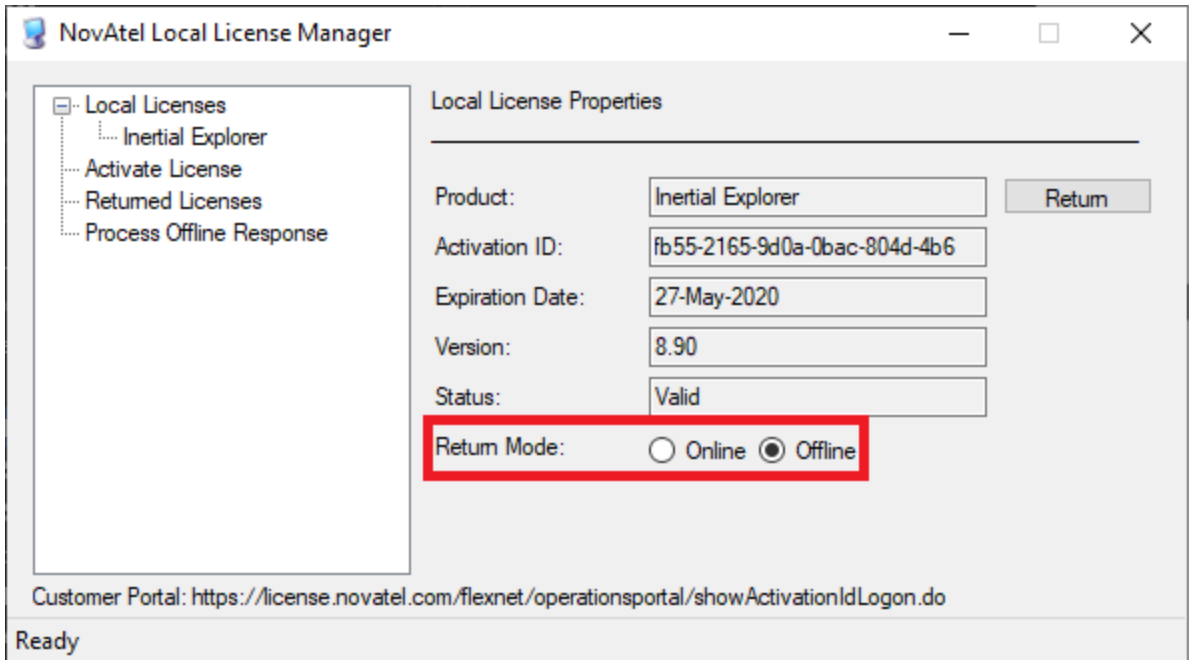 NovAtel Local License Manager
Local Licenses
Inertial Explorer
Activate License
Returned Licenses
Process Offline Response
Local License Properties
Product: Inertial Explorer Return
Activation ID: fb55-2165-9d0a-0bac-804d-4b6
Expiration Date: 27-May-2020
Version: 8.90
Status: Valid
Return Mode: Online Offline
Customer Portal: https://license.novatel.com/flexnet/operationsportal/showActivationIdLogon.do
Ready